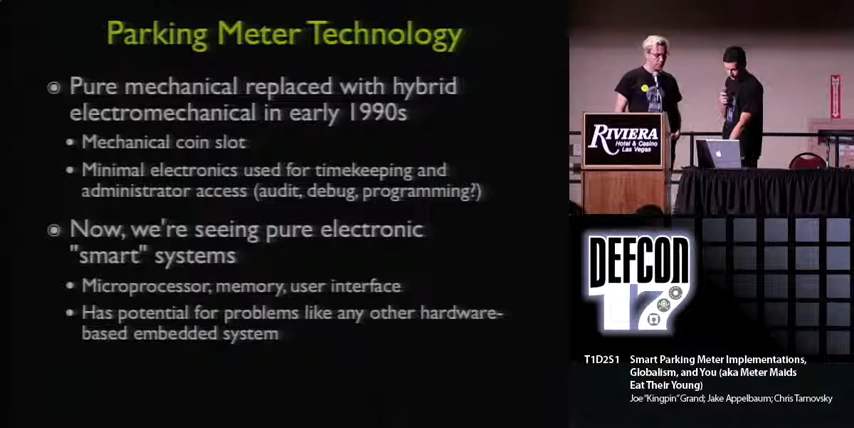 Parking Meter Technology
Pure mechanical replaced with hybrid
electromechanical in early 1990s
Mechanical coin slot
Minimal electronics used for timekeeping and
administrator access (audit, debug, programming?)
Now, we're seeing pure electronic
"smart" systems
Microprocessor, memory, user interface
Has potential for problems like any other hardware-
based embedded system
RIVIERA
Hotel & Casino
Las Vegas
DEFCON
17
T1D2S1 Smart Parking Meter Implementations,
Globalism, and You (aka Meter Maids
Eat Their Young)
Joe "Kingpin" Grand; Jake Appelbaum; Chris Tarnovsky